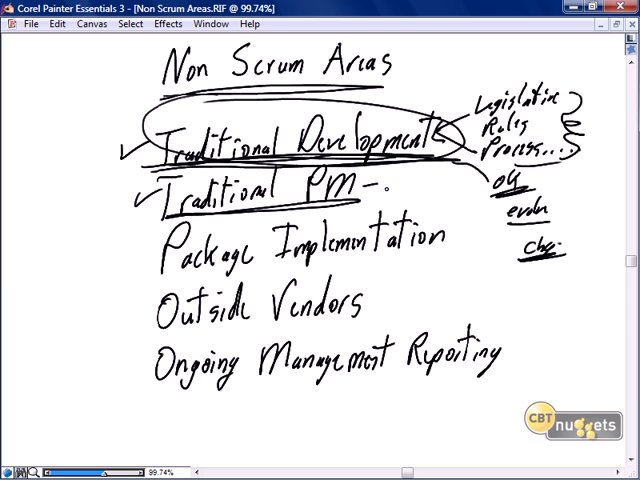 Corel Painter Essentials 3 - [Non Scrum Areas.RIF @ 99.74%]
File Edit Canvas Select Effects Movie Window Help
Non Scrum Areas
Legislative
Rules
Process...
Traditional Development
ok
Traditional PM -
Package Implementation
Outside Vendors
Ongoing Management Reporting
CBT
nuggets
99.74%